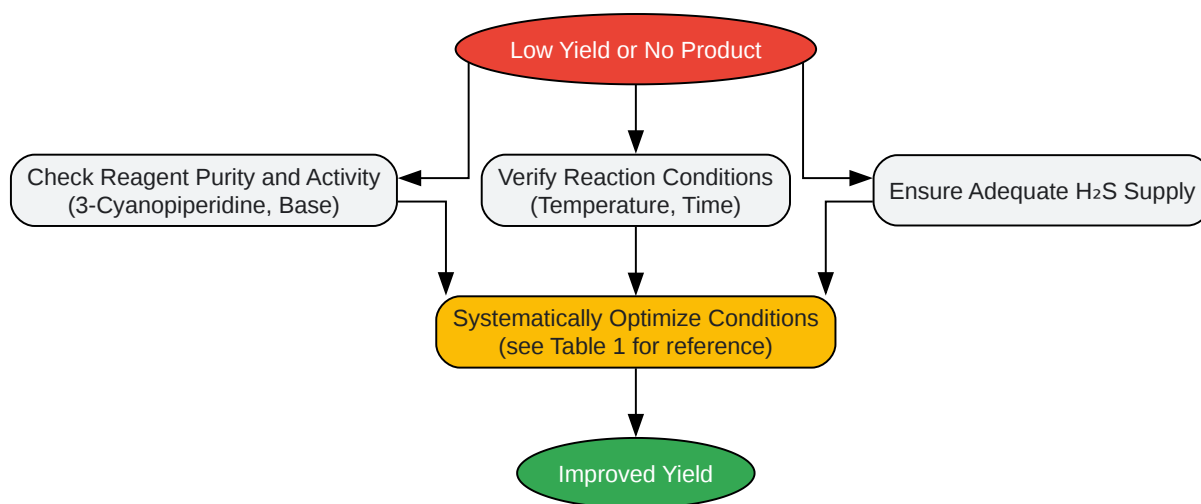 Low Yield or No Product
Check Reagent Purity and Activity
(3-Cyanopiperidine, Base)
Verify Reaction Conditions
(Temperature, Time)
Ensure Adequate H₂S Supply
Systematically Optimize Conditions
(see Table 1 for reference)
Improved Yield